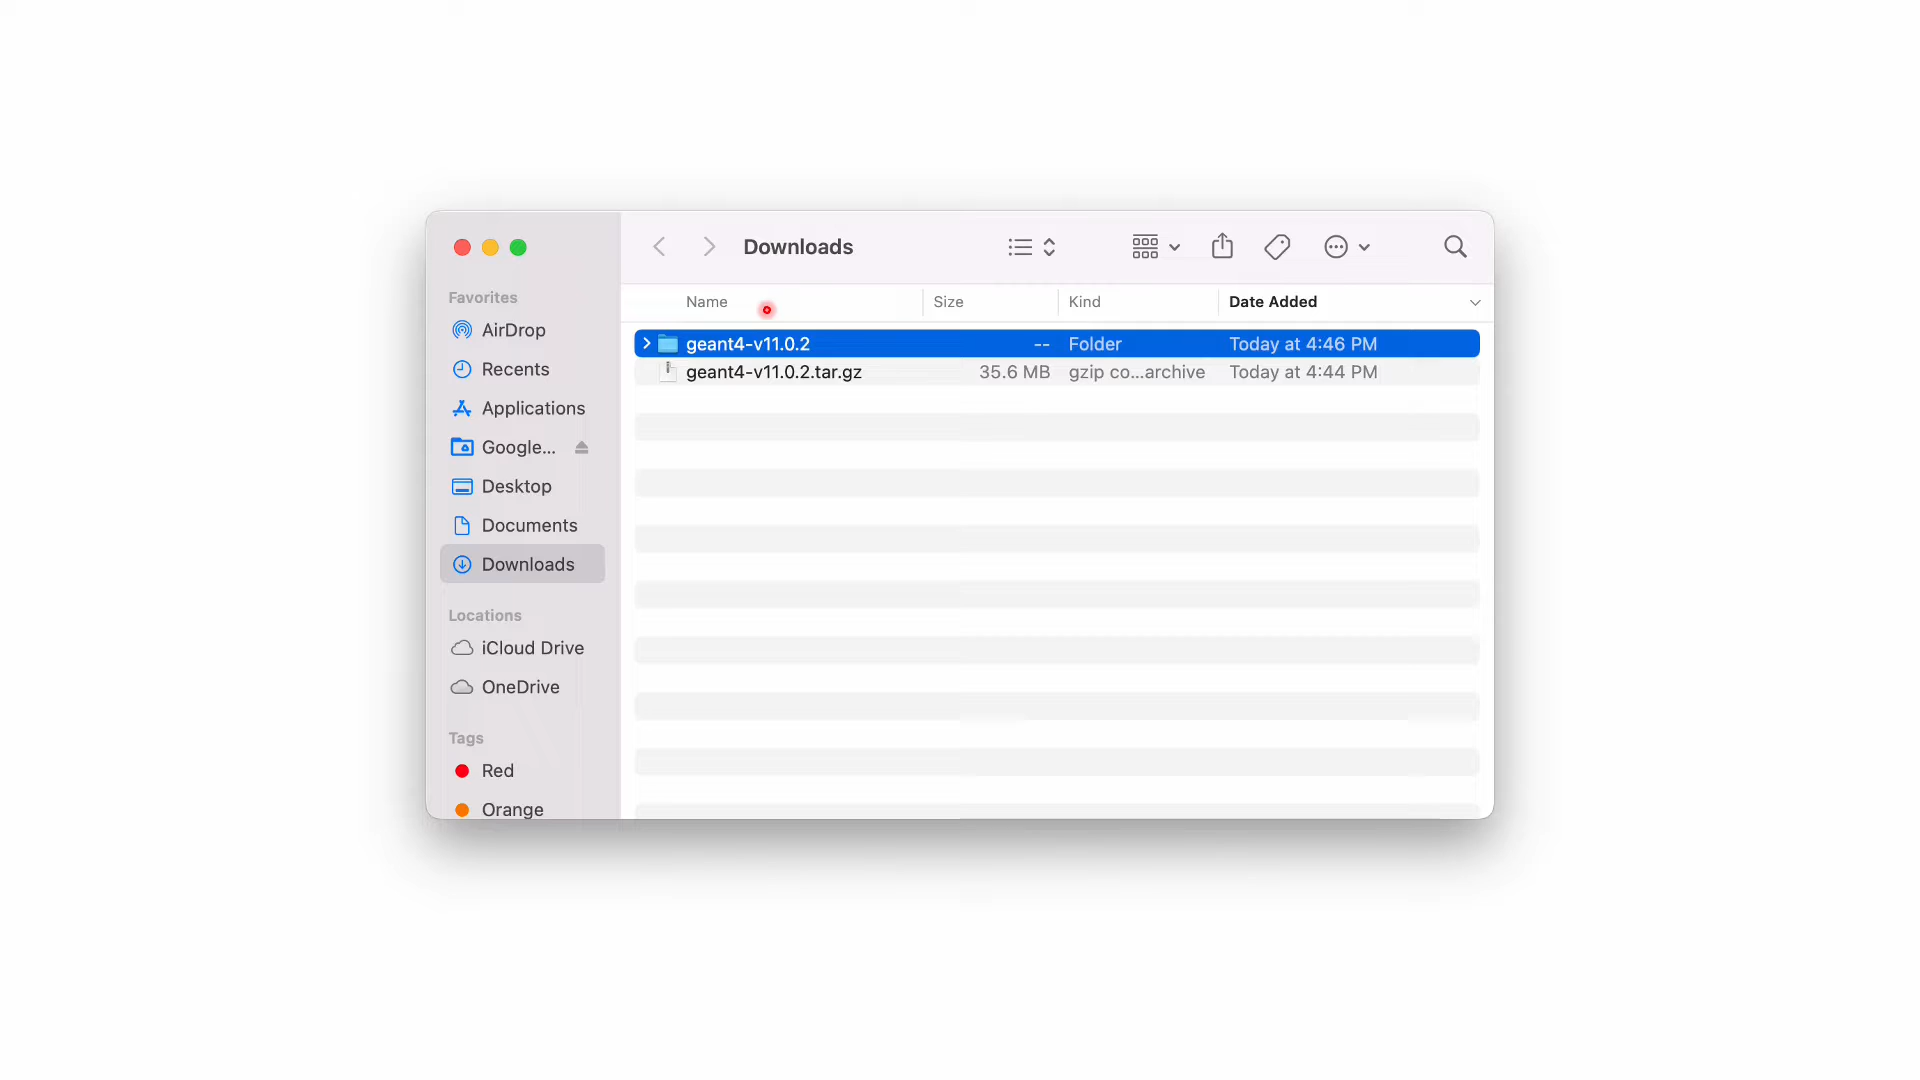 Downloads
Favorites
AirDrop
Recents
Applications
Google...
Desktop
Documents
Downloads
Locations
iCloud Drive
OneDrive
Tags
Red
Orange
Name Size Kind Date Added
geant4-v11.0.2 -- Folder Today at 4:46 PM
geant4-v11.0.2.tar.gz 35.6 MB gzip co...archive Today at 4:44 PM